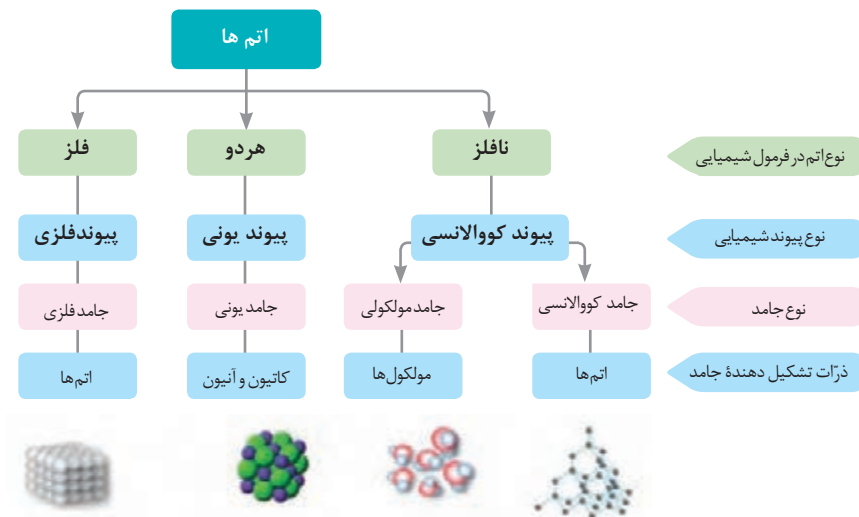 اتم ها
نوع اتم در فرمول شیمیایی
نافلز
هردو
فلز
نوع پیوند شیمیایی
پیوند کووالانسی
پیوند یونی
پیوندفلزی
نوع جامد
جامد کووالانسی
جامد مولکولی
جامد یونی
جامد فلزی
ذرّات تشکیل دهندهٔ جامد
اتم‌ها
مولکول‌ها
کاتیون و آنیون
اتم‌ها